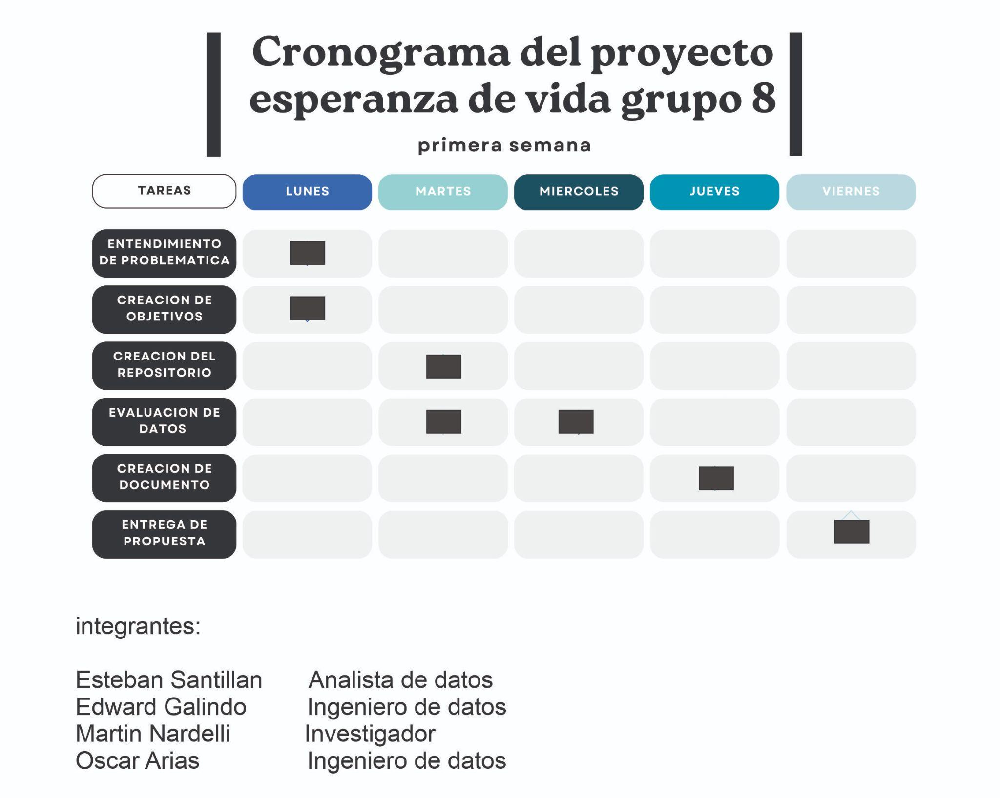 Cronograma del proyecto
esperanza de vida grupo 8
primera semana
TAREAS LUNES MARTES MIERCOLES JUEVES VIERNES
ENTENDIMIENTO
DE PROBLEMATICA
CREACION DE
OBJETIVOS
CREACION DEL
REPOSITORIO
EVALUACION DE
DATOS
CREACION DE
DOCUMENTO
ENTREGA DE
PROPUESTA
integrantes:
Esteban Santillan Analista de datos
Edward Galindo Ingeniero de datos
Martin Nardelli Investigador
Oscar Arias Ingeniero de datos